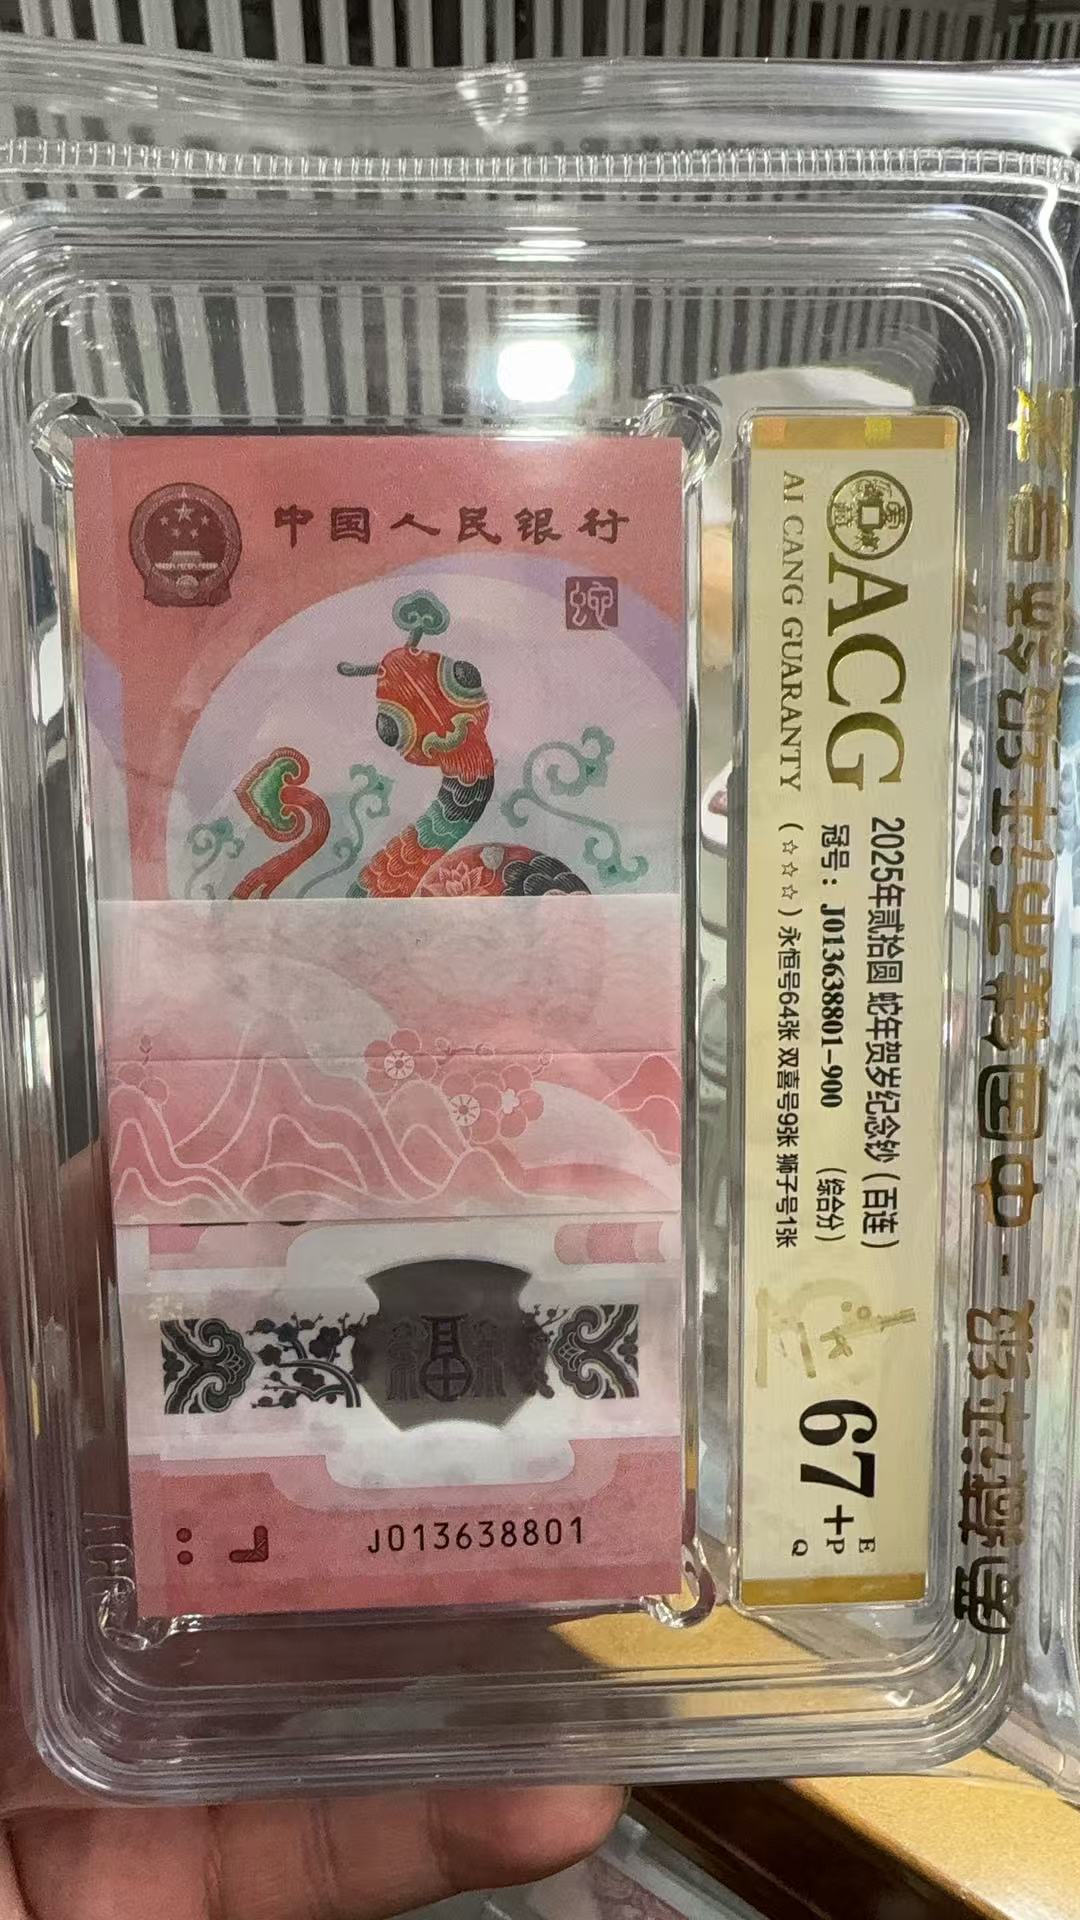 中国人民银行
蛇
J013638801
ACG
AI CANG GUARANTY
2025年贰拾圆 蛇年贺岁纪念钞（百连）
冠号：J013638801-900 （综合分）
（☆☆☆）永恒号64张 双喜号9张 狮子号1张
67+
E
P
Q